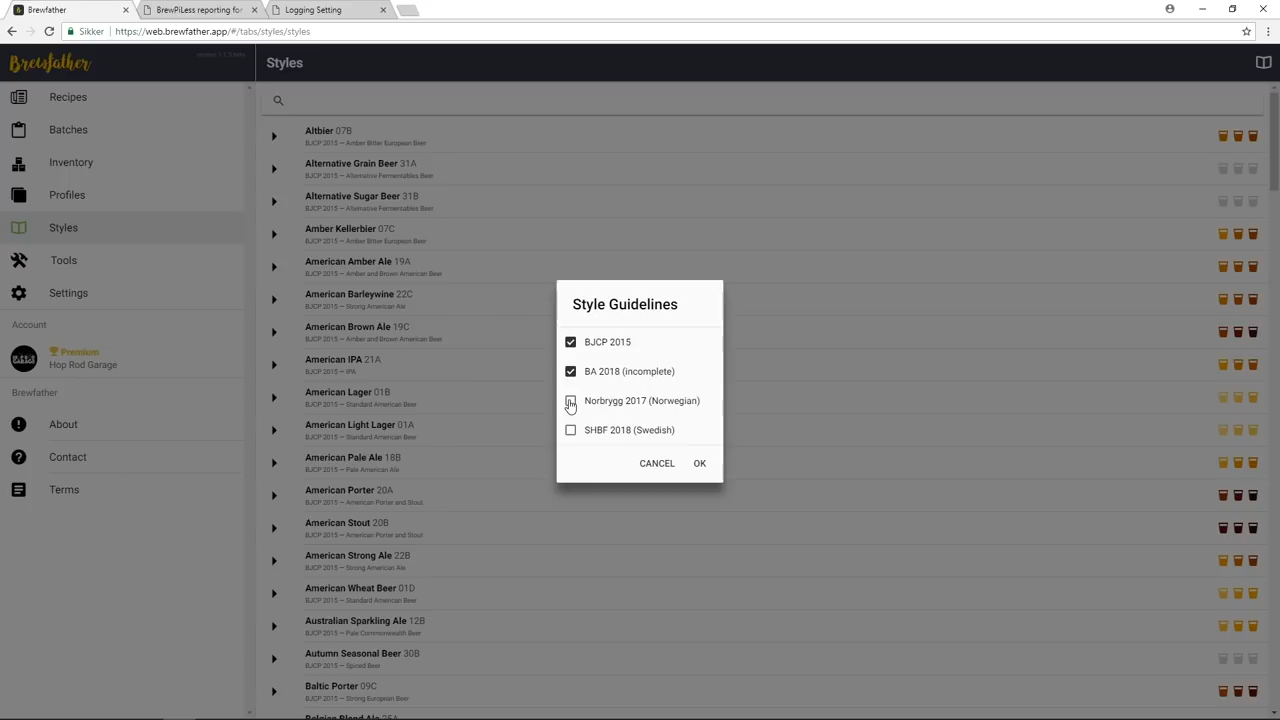 Brewfather
BrewPiLess reporting for
Logging Setting
Sikker
https://web.brewfather.app/#/tabs/styles/styles
Brewfather
Styles
Recipes
Batches
Inventory
Profiles
Styles
Tools
Settings
Account
Premium
Hop Rod Garage
Brewfather
About
Contact
Terms
Altbier 07B
BJCP 2015 — Amber Bitter European Beer
Alternative Grain Beer 31A
BJCP 2015 — Alternative Fermentables Beer
Alternative Sugar Beer 31B
BJCP 2015 — Alternative Fermentables Beer
Amber Kellerbier 07C
BJCP 2015 — Amber Bitter European Beer
American Amber Ale 19A
BJCP 2015 — Amber and Brown American Beer
American Barleywine 22C
BJCP 2015 — Strong American Ale
American Brown Ale 19C
BJCP 2015 — Amber and Brown American Beer
American IPA 21A
BJCP 2015 — IPA
American Lager 01B
BJCP 2015 — Standard American Beer
American Light Lager 01A
BJCP 2015 — Standard American Beer
American Pale Ale 18B
BJCP 2015 — Pale American Ale
American Porter 20A
BJCP 2015 — American Porter and Stout
American Stout 20B
BJCP 2015 — American Porter and Stout
American Strong Ale 22B
BJCP 2015 — Strong American Ale
American Wheat Beer 01D
BJCP 2015 — Standard American Beer
Australian Sparkling Ale 12B
BJCP 2015 — Pale Commonwealth Beer
Autumn Seasonal Beer 30B
BJCP 2015 — Spiced Beer
Baltic Porter 09C
BJCP 2015 — Strong European Beer
Belgian Blond Ale 25A
Style Guidelines
BJCP 2015
BA 2018 (incomplete)
Norbrygg 2017 (Norwegian)
SHBF 2018 (Swedish)
CANCEL OK